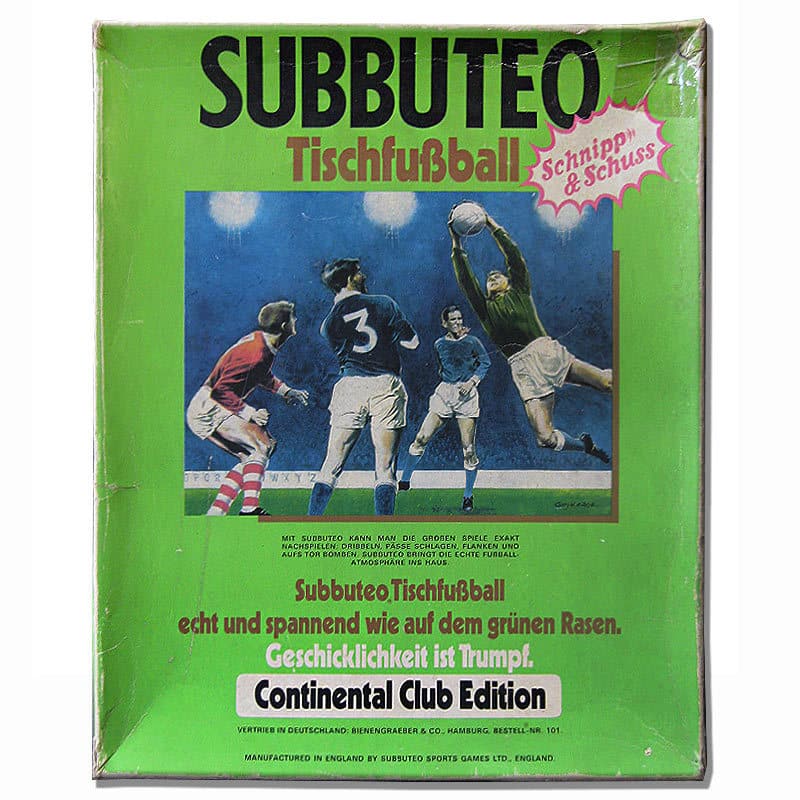 SUBBUTEO
Tischfußball
Schnipp
& Schuss
3
MIT SUBBUTEO KANN MAN DIE GROßEN SPIELE EXAKT
NACHSPIELEN: DRIBBELN, PÄSSE SCHLAGEN, FLANKEN UND
AUFS TOR BOMBEN. SUBBUTEO BRINGT DIE ECHTE FUßBALL-
ATMOSPHÄRE INS HAUS.
Subbuteo Tischfußball
echt und spannend wie auf dem grünen Rasen.
Geschicklichkeit ist Trumpf.
Continental Club Edition
VERTRIEB IN DEUTSCHLAND: BIENENGRAEBER & CO., HAMBURG, BESTELL-NR. 101.
MANUFACTURED IN ENGLAND BY SUBBUTEO SPORTS GAMES LTD., ENGLAND.